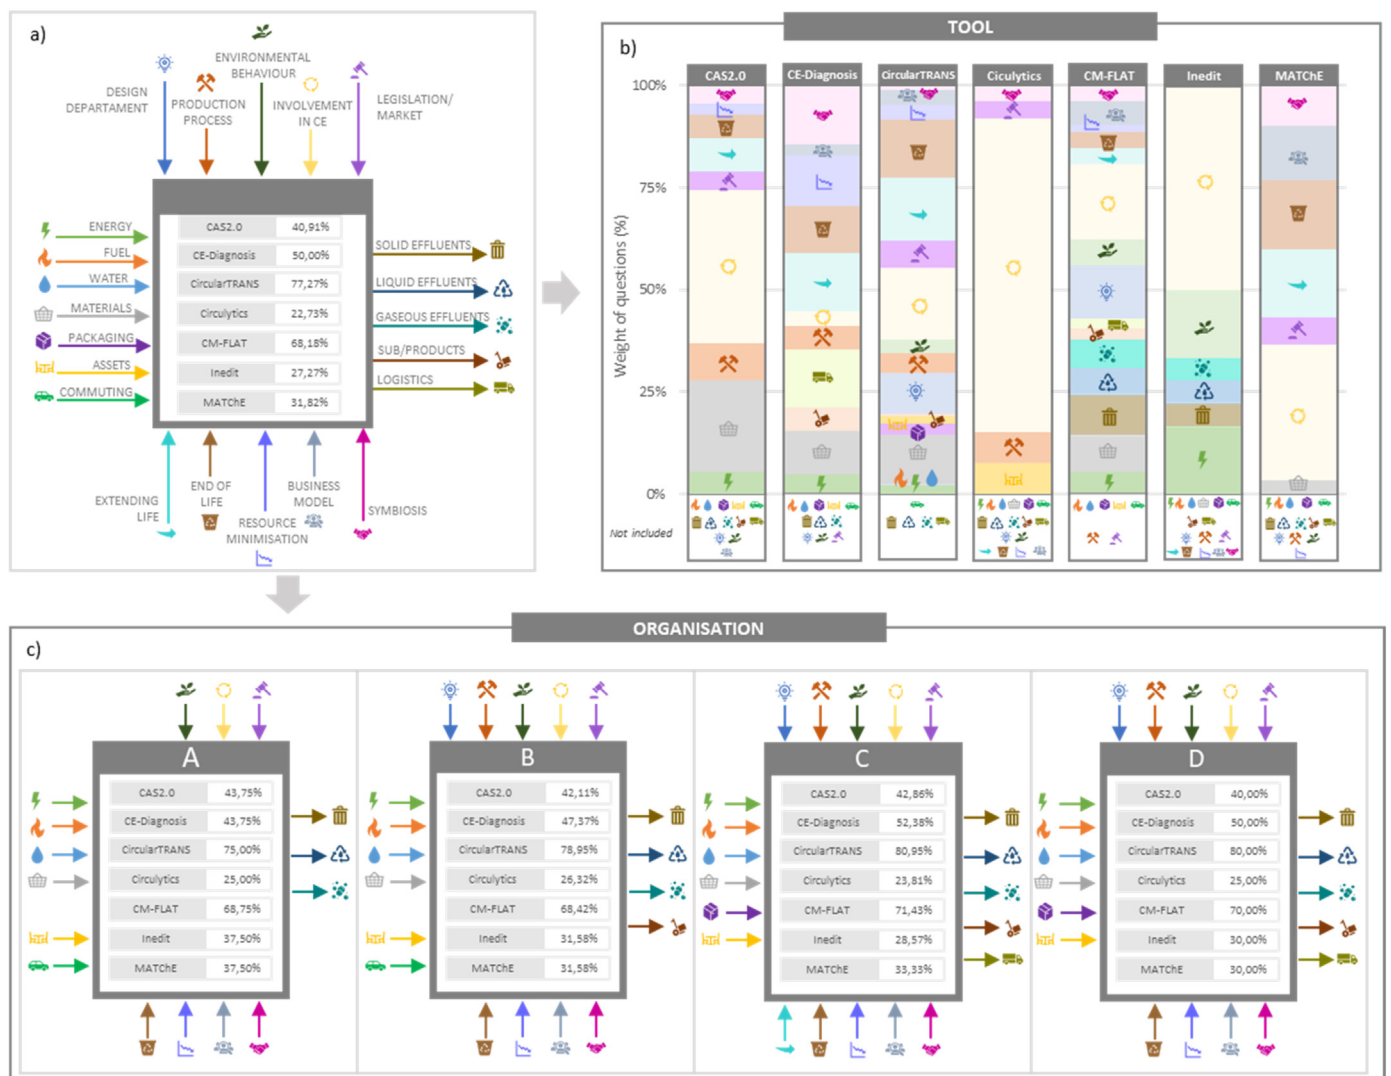 a)
ENVIRONMENTAL
BEHAVIOUR
DESIGN
DEPARTAMENT
PRODUCTION
PROCESS
INVOLVEMENT
IN CE
LEGISLATION/
MARKET
ENERGY
FUEL
WATER
MATERIALS
PACKAGING
ASSETS
COMMUTING
CAS2.0 40,91%
CE-Diagnosis 50,00%
CircularTRANS 77,27%
Circulytics 22,73%
CM-FLAT 68,18%
Inedit 27,27%
MATChE 31,82%
SOLID EFFLUENTS
LIQUID EFFLUENTS
GASEOUS EFFLUENTS
SUB/PRODUCTS
LOGISTICS
EXTENDING
LIFE
END OF
LIFE
RESOURCE
MINIMISATION
BUSINESS
MODEL
SYMBIOSIS
TOOL
b)
CAS2.0 CE-Diagnosis CircularTRANS Ciculytics CM-FLAT Inedit MATChE
Weight of questions (%)
100%
75%
50%
25%
0%
Not included
ORGANISATION
c)
A
CAS2.0 43,75%
CE-Diagnosis 43,75%
CircularTRANS 75,00%
Circulytics 25,00%
CM-FLAT 68,75%
Inedit 37,50%
MATChE 37,50%
B
CAS2.0 42,11%
CE-Diagnosis 47,37%
CircularTRANS 78,95%
Circulytics 26,32%
CM-FLAT 68,42%
Inedit 31,58%
MATChE 31,58%
C
CAS2.0 42,86%
CE-Diagnosis 52,38%
CircularTRANS 80,95%
Circulytics 23,81%
CM-FLAT 71,43%
Inedit 28,57%
MATChE 33,33%
D
CAS2.0 40,00%
CE-Diagnosis 50,00%
CircularTRANS 80,00%
Circulytics 25,00%
CM-FLAT 70,00%
Inedit 30,00%
MATChE 30,00%